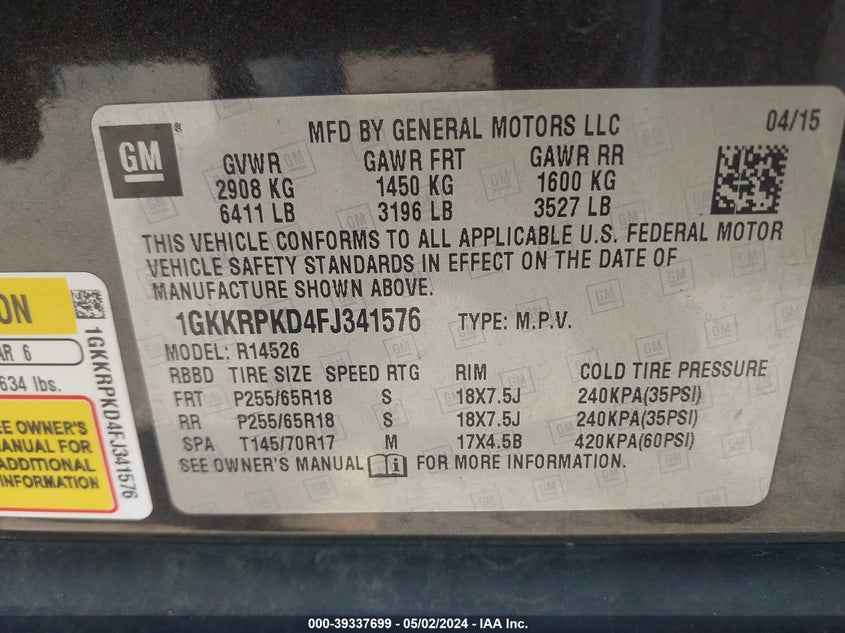 GM ®
MFD BY GENERAL MOTORS LLC 04/15
GVWR GAWR FRT GAWR RR
2908 KG 1450 KG 1600 KG
6411 LB 3196 LB 3527 LB
THIS VEHICLE CONFORMS TO ALL APPLICABLE U.S. FEDERAL MOTOR
VEHICLE SAFETY STANDARDS IN EFFECT ON THE DATE OF
MANUFACTURE SHOWN ABOVE.
1GKKRPKD4FJ341576 TYPE: M.P.V.
MODEL: R14526
RBBD TIRE SIZE SPEED RTG RIM COLD TIRE PRESSURE
FRT P255/65R18 S 18X7.5J 240KPA(35PSI)
RR P255/65R18 S 18X7.5J 240KPA(35PSI)
SPA T145/70R17 M 17X4.5B 420KPA(60PSI)
SEE OWNER'S MANUAL FOR MORE INFORMATION.
ON
AR 6
634 lbs.
EE OWNER'S
MANUAL FOR
ADDITIONAL
INFORMATION
1GKKRPKD4FJ341576
000-39337699 - 05/02/2024 - IAA Inc.